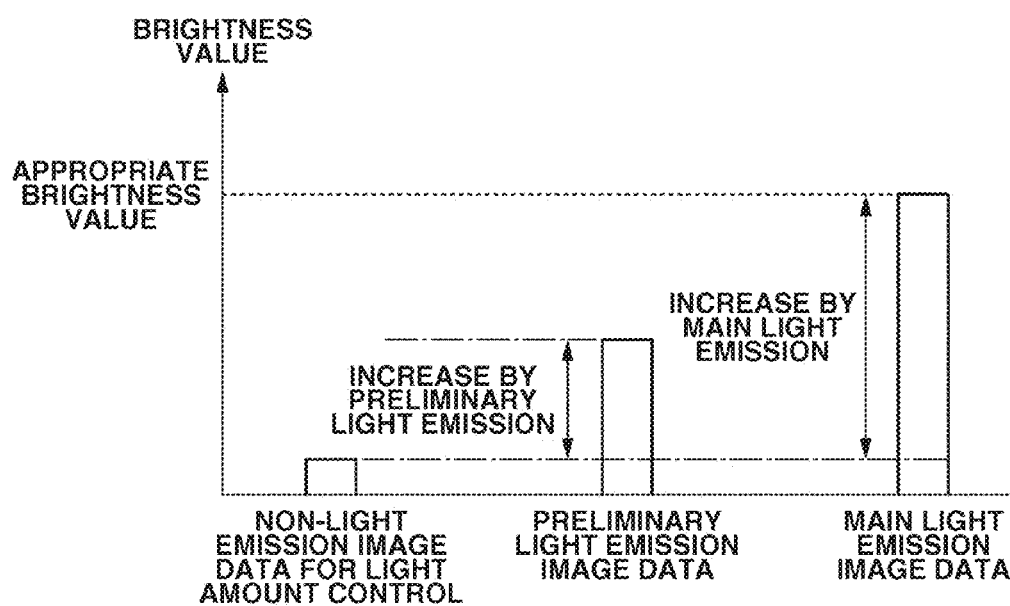 BRIGHTNESS
VALUE
APPROPRIATE
BRIGHTNESS
VALUE
INCREASE BY
MAIN LIGHT
EMISSION
INCREASE BY
PRELIMINARY
LIGHT EMISSION
NON-LIGHT
EMISSION IMAGE
DATA FOR LIGHT
AMOUNT CONTROL
PRELIMINARY
LIGHT EMISSION
IMAGE DATA
MAIN LIGHT
EMISSION
IMAGE DATA